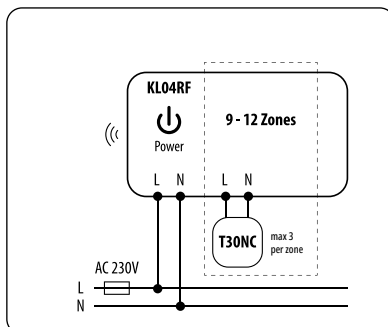 KL04RF
Power
9 - 12 Zones
L N L N
T30NC
max 3
per zone
AC 230V
L
N